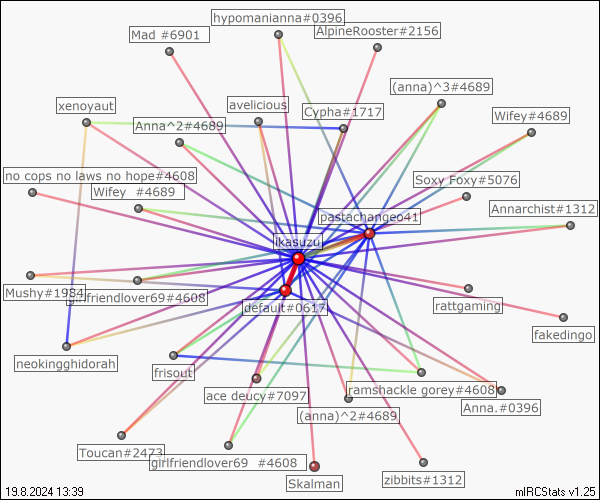 hypomanianna#0396
Mad #6901
AlpineRooster#2156
(anna)^3#4689
xenoyaut
avelicious
Cypha#1717
Wifey#4689
Anna^2#4689
no cops no laws no hope#4608
Soxy Foxy#5076
Wifey #4689
Annarchist#1312
pastachangeo41
ikasuzu
Mushy#1984
girlfriendlover69#4608
default#0617
rattgaming
fakedingo
neokingghidorah
frisout
ace deucy#7097
ramshackle gorey#4608
(anna)^2#4689
Anna.#0396
Toucan#2473
girlfriendlover69 #4608
Skalman
zibbits#1312
19.8.2024 13:39
mIRCStats v1.25